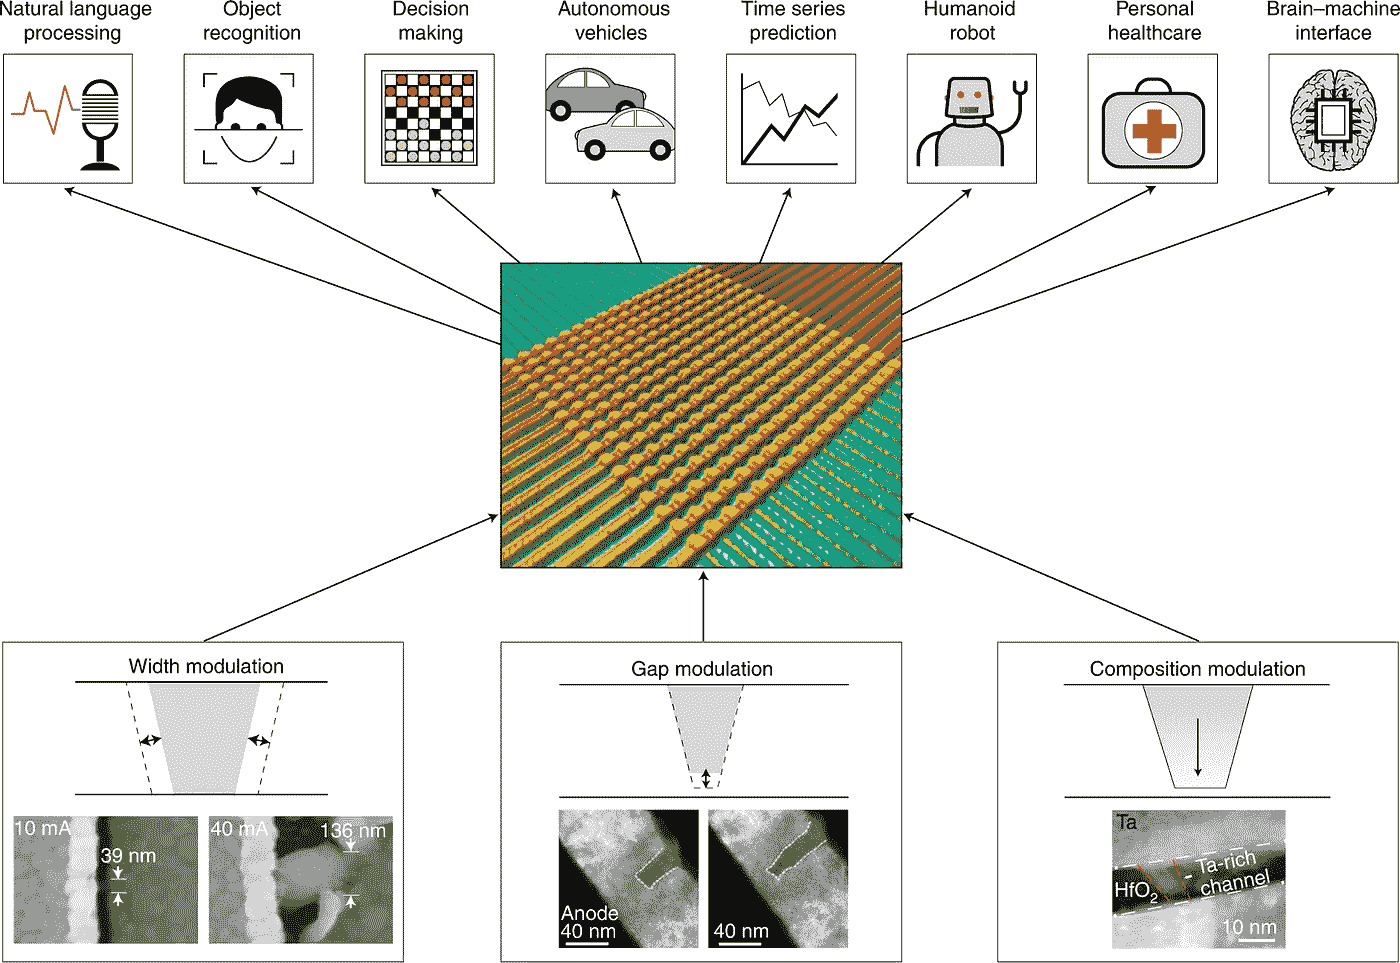 Natural language
processing
Object
recognition
Decision
making
Autonomous
vehicles
Time series
prediction
Humanoid
robot
Personal
healthcare
Brain–machine
interface
Width modulation
10 mA
39 nm
40 mA
136 nm
Gap modulation
Anode
40 nm
40 nm
Composition modulation
Ta
HfO₂
Ta-rich
channel
10 nm